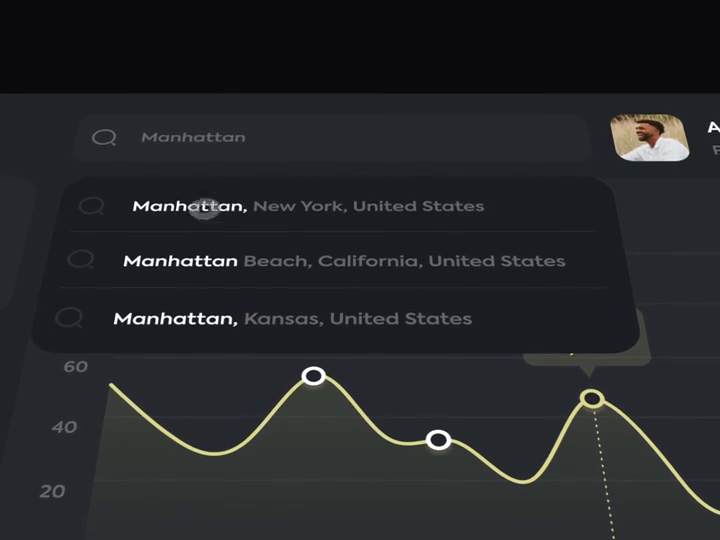 Manhattan
A
Manhattan, New York, United States
Manhattan Beach, California, United States
Manhattan, Kansas, United States
60
40
20